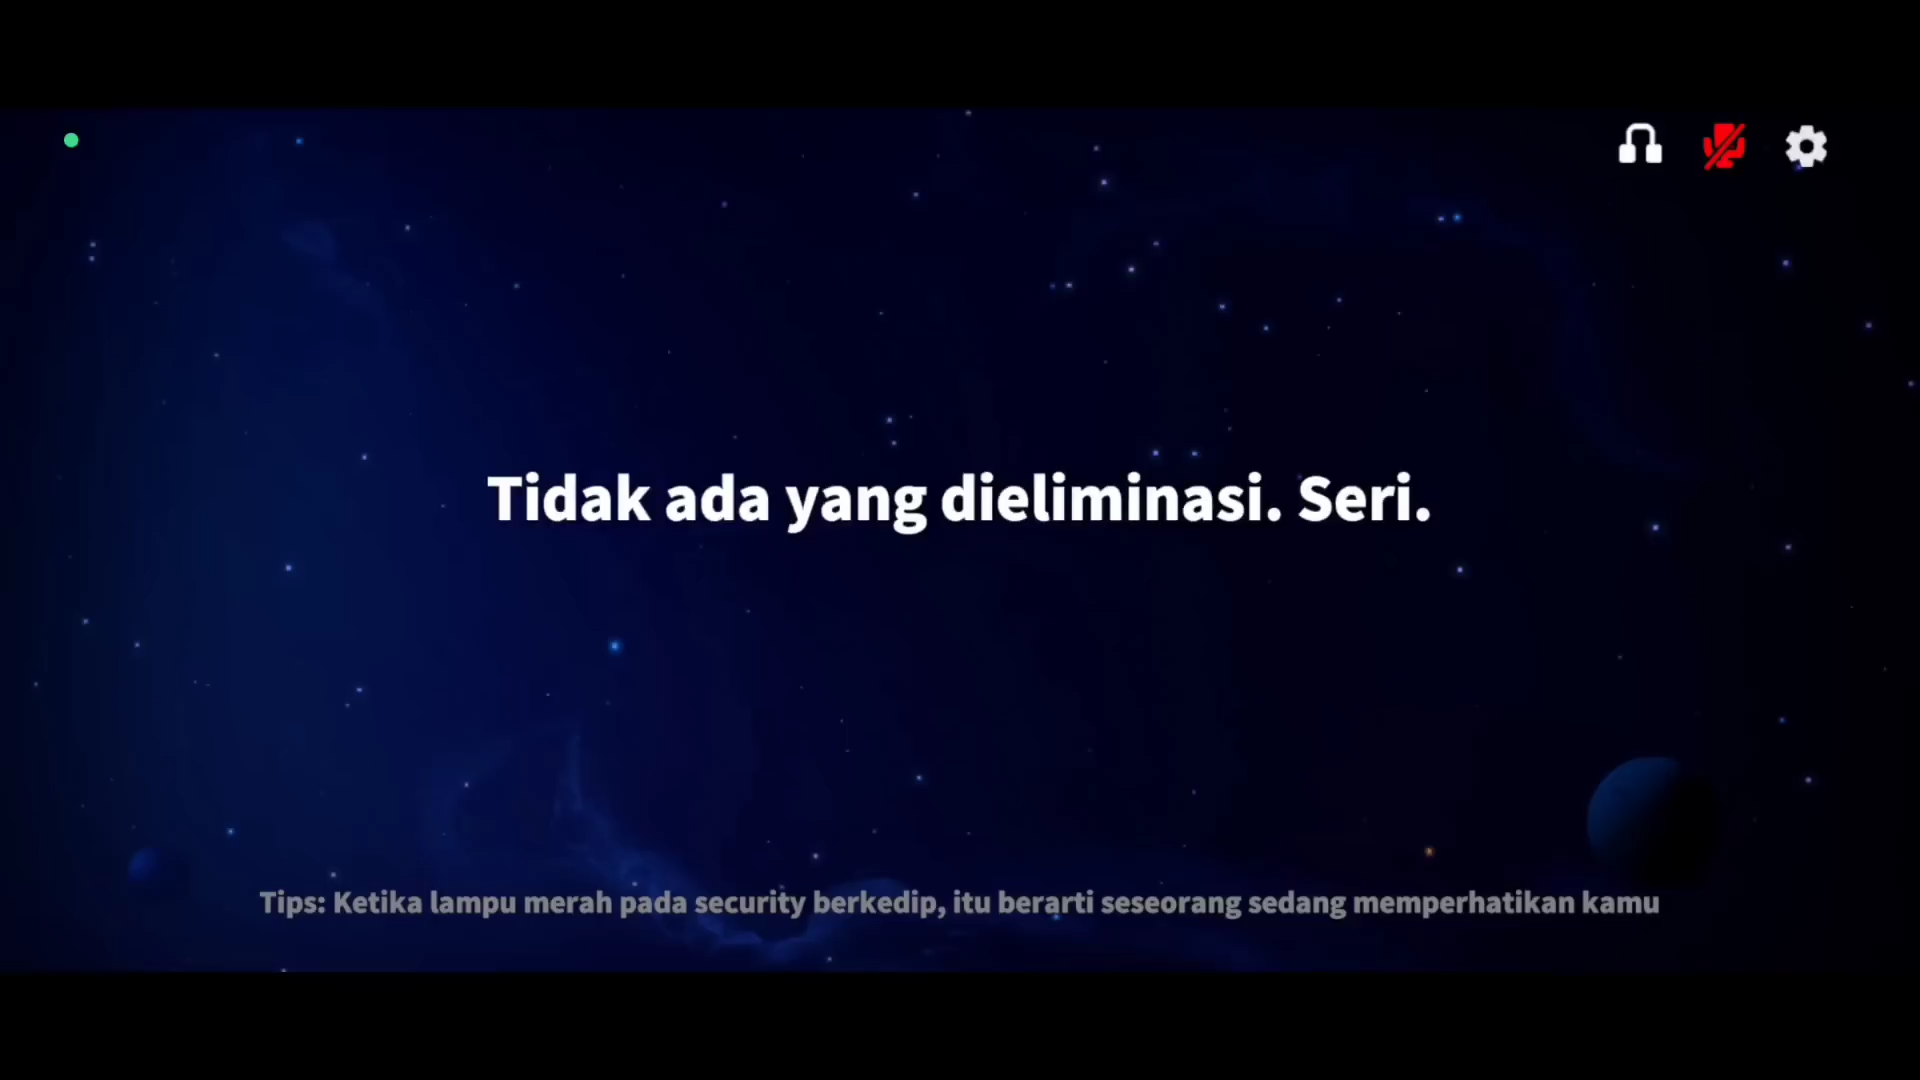 Tidak ada yang dieliminasi. Seri.
Tips: Ketika lampu merah pada security berkedip, itu berarti seseorang sedang memperhatikan kamu